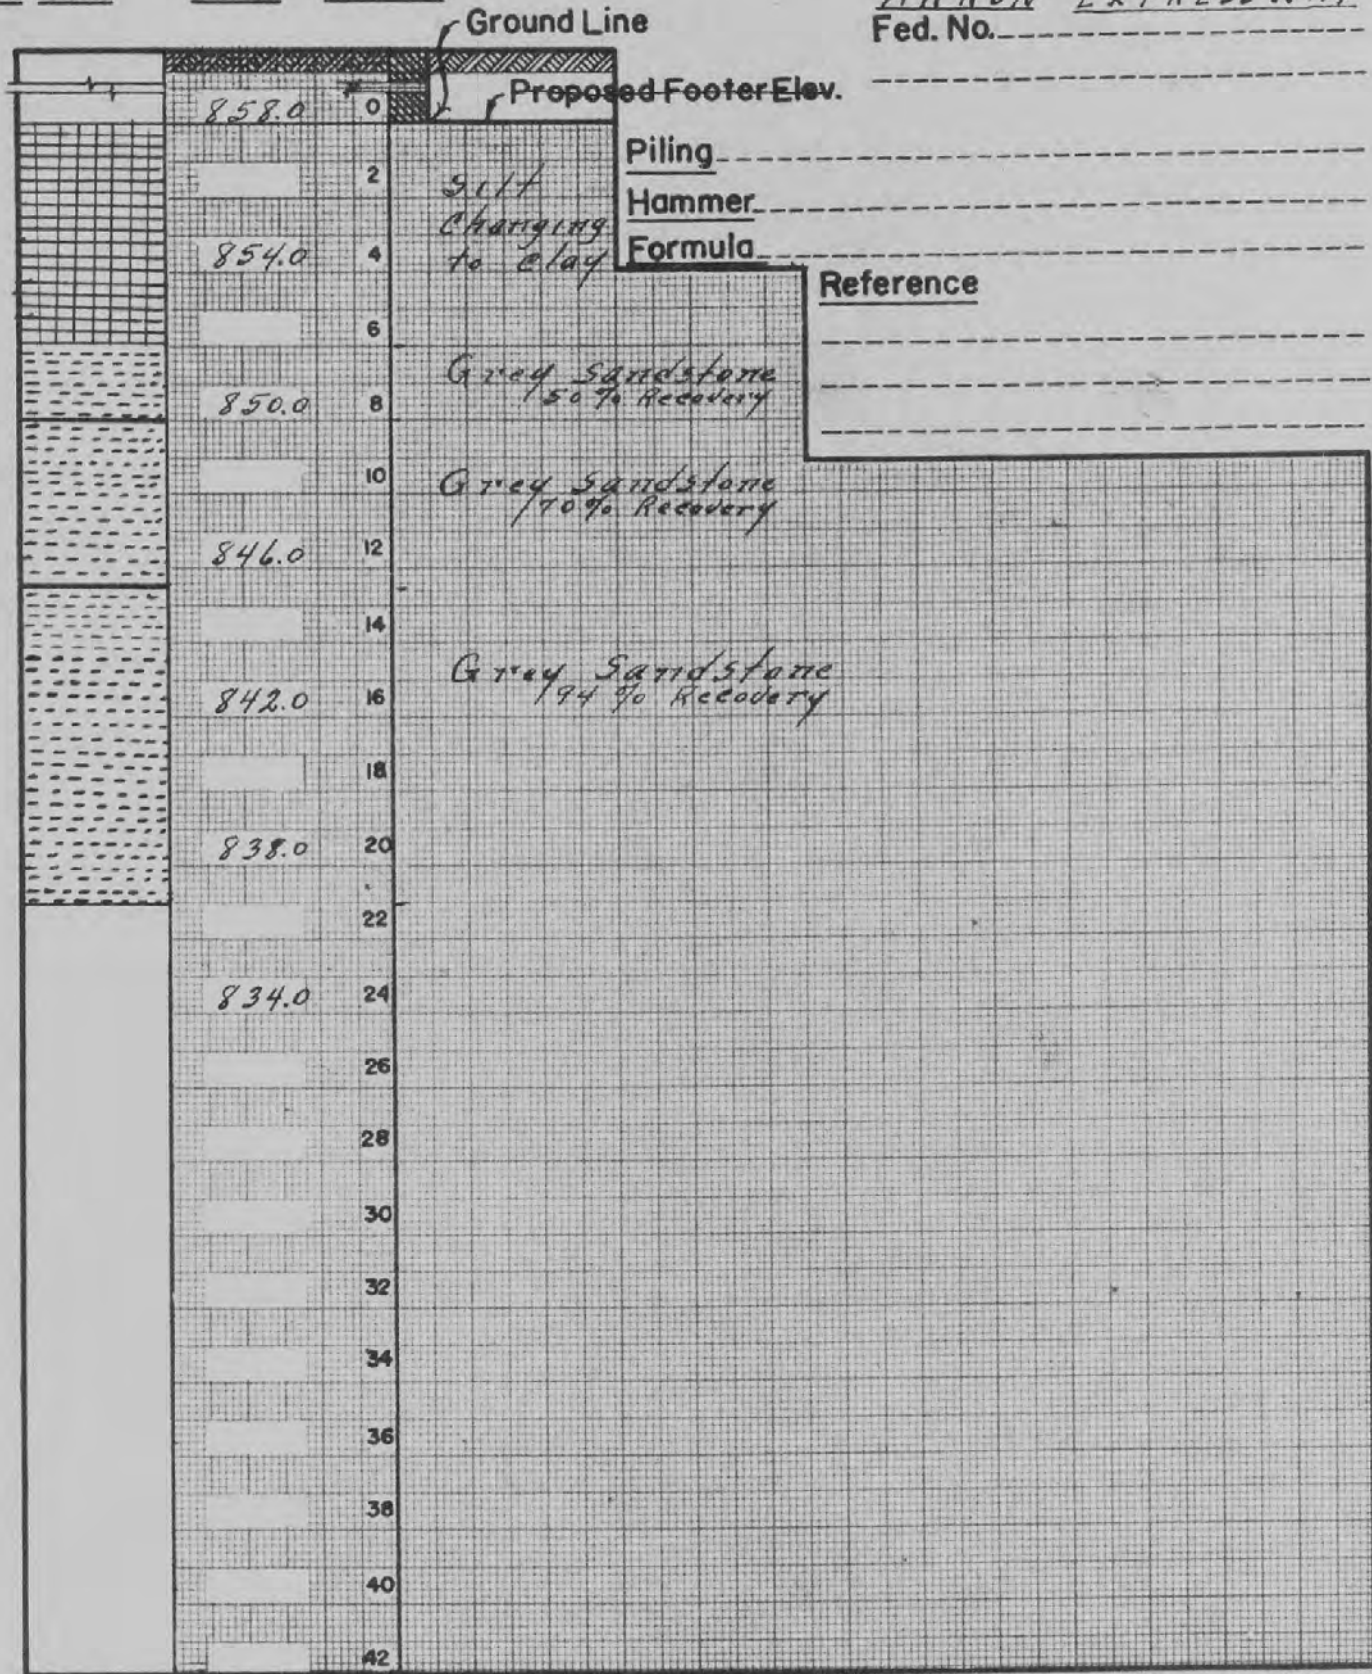 EXPRESSWAY
Ground Line
Fed. No.
Proposed Footer Elev.
858.0 0
Piling
2
Silt
Hammer
Changing
854.0 4
to Clay
Formula
Reference
6
Grey Sandstone
50% Recovery
850.0 8
10
Grey Sandstone
70% Recovery
846.0 12
14
Grey Sandstone
94% Recovery
842.0 16
18
838.0 20
22
834.0 24
26
28
30
32
34
36
38
40
42